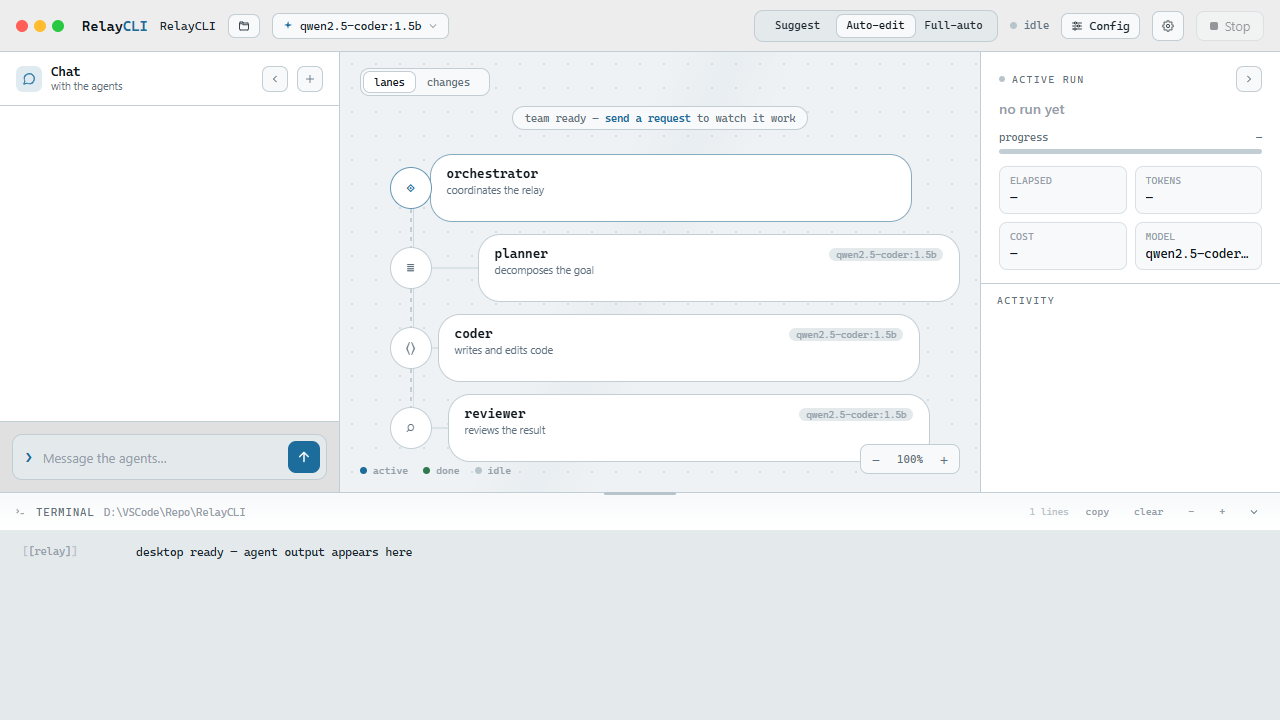 RelayCLI RelayCLI qwen2.5-coder:1.5b Suggest Auto-edit Full-auto idle Config Stop
Chat
with the agents
lanes changes
team ready — send a request to watch it work
orchestrator
coordinates the relay
planner qwen2.5-coder:1.5b
decomposes the goal
coder qwen2.5-coder:1.5b
writes and edits code
reviewer qwen2.5-coder:1.5b
reviews the result
active done idle
− 100% +
❯ Message the agents...
ACTIVE RUN
no run yet
progress —
ELAPSED TOKENS
— —
COST MODEL
— qwen2.5-coder…
ACTIVITY
TERMINAL D:\VSCode\Repo\RelayCLI 1 lines copy clear − +
[[relay]] desktop ready — agent output appears here